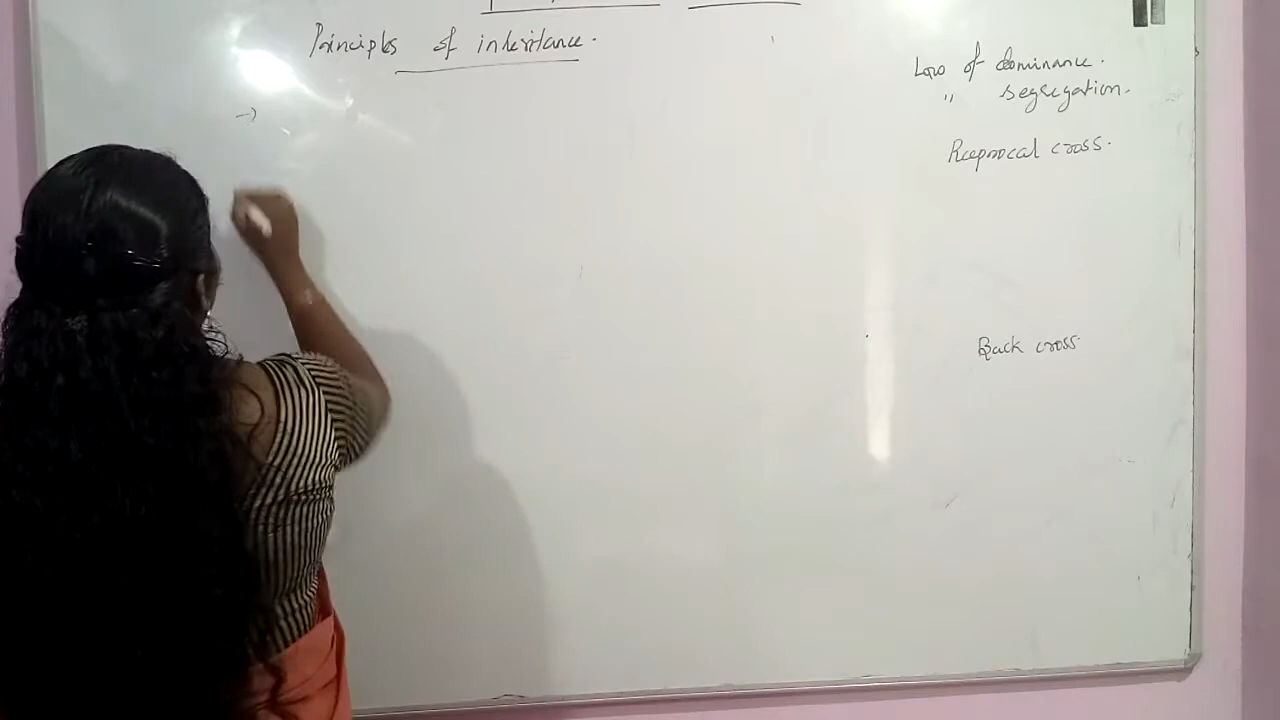 Principles of inheritance.
→
Law of dominance.
" segregation.
Reciprocal cross.
Back cross